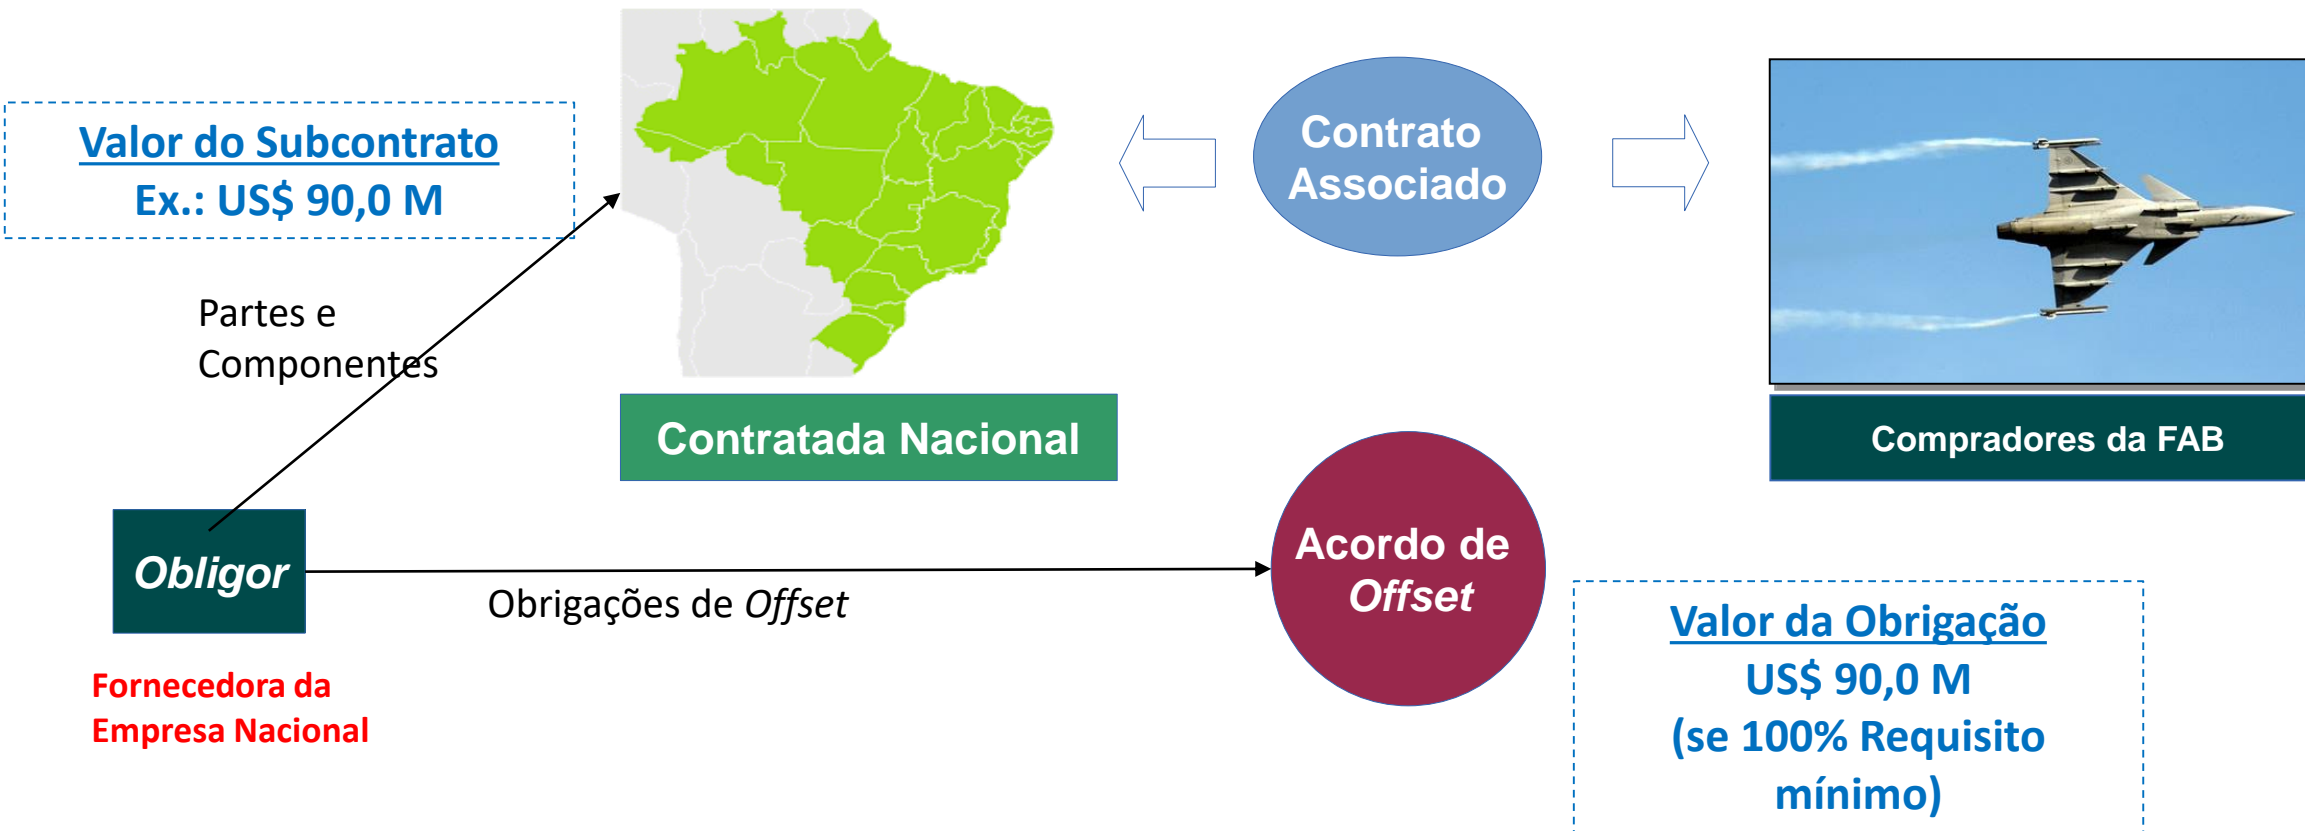 Valor do Subcontrato
Ex.: US$ 90,0 M
Contrato
Associado
Partes e
Componentes
Contratada Nacional
Compradores da FAB
Obligor
Obrigações de Offset
Acordo de
Offset
Fornecedora da
Empresa Nacional
Valor da Obrigação
US$ 90,0 M
(se 100% Requisito
mínimo)